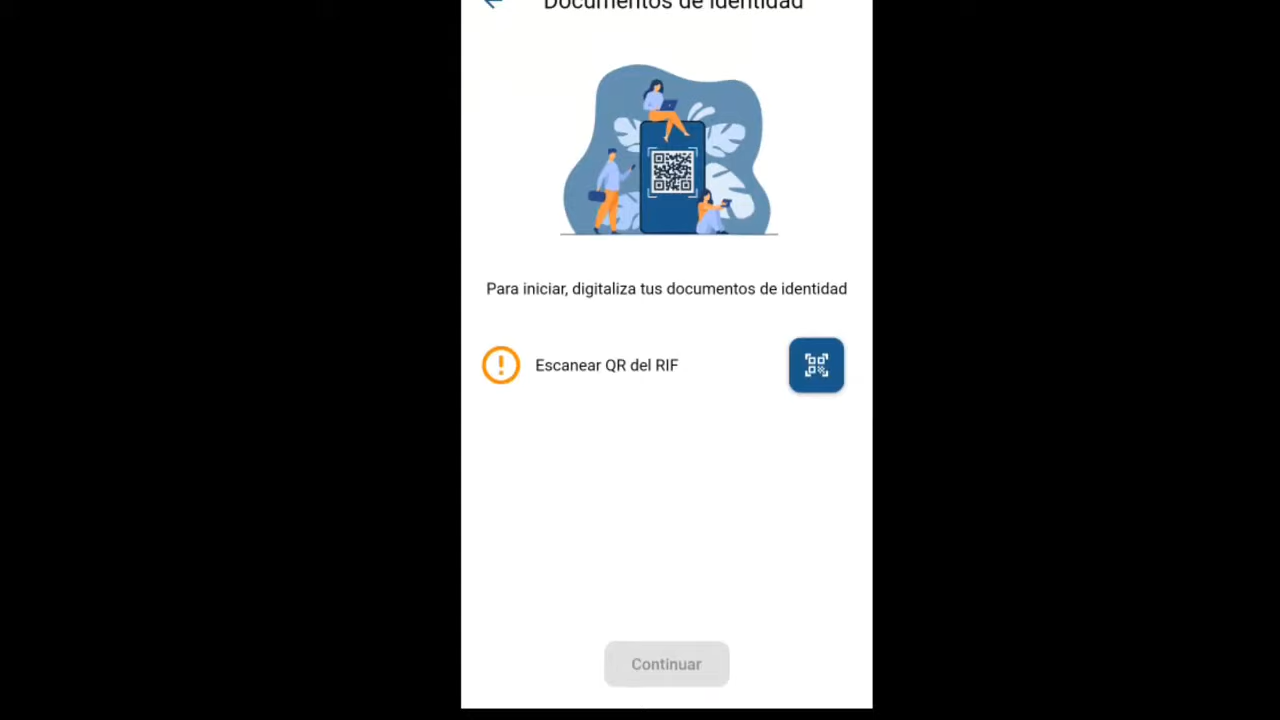 Documentos de identidad
Para iniciar, digitaliza tus documentos de identidad
Escanear QR del RIF
Continuar